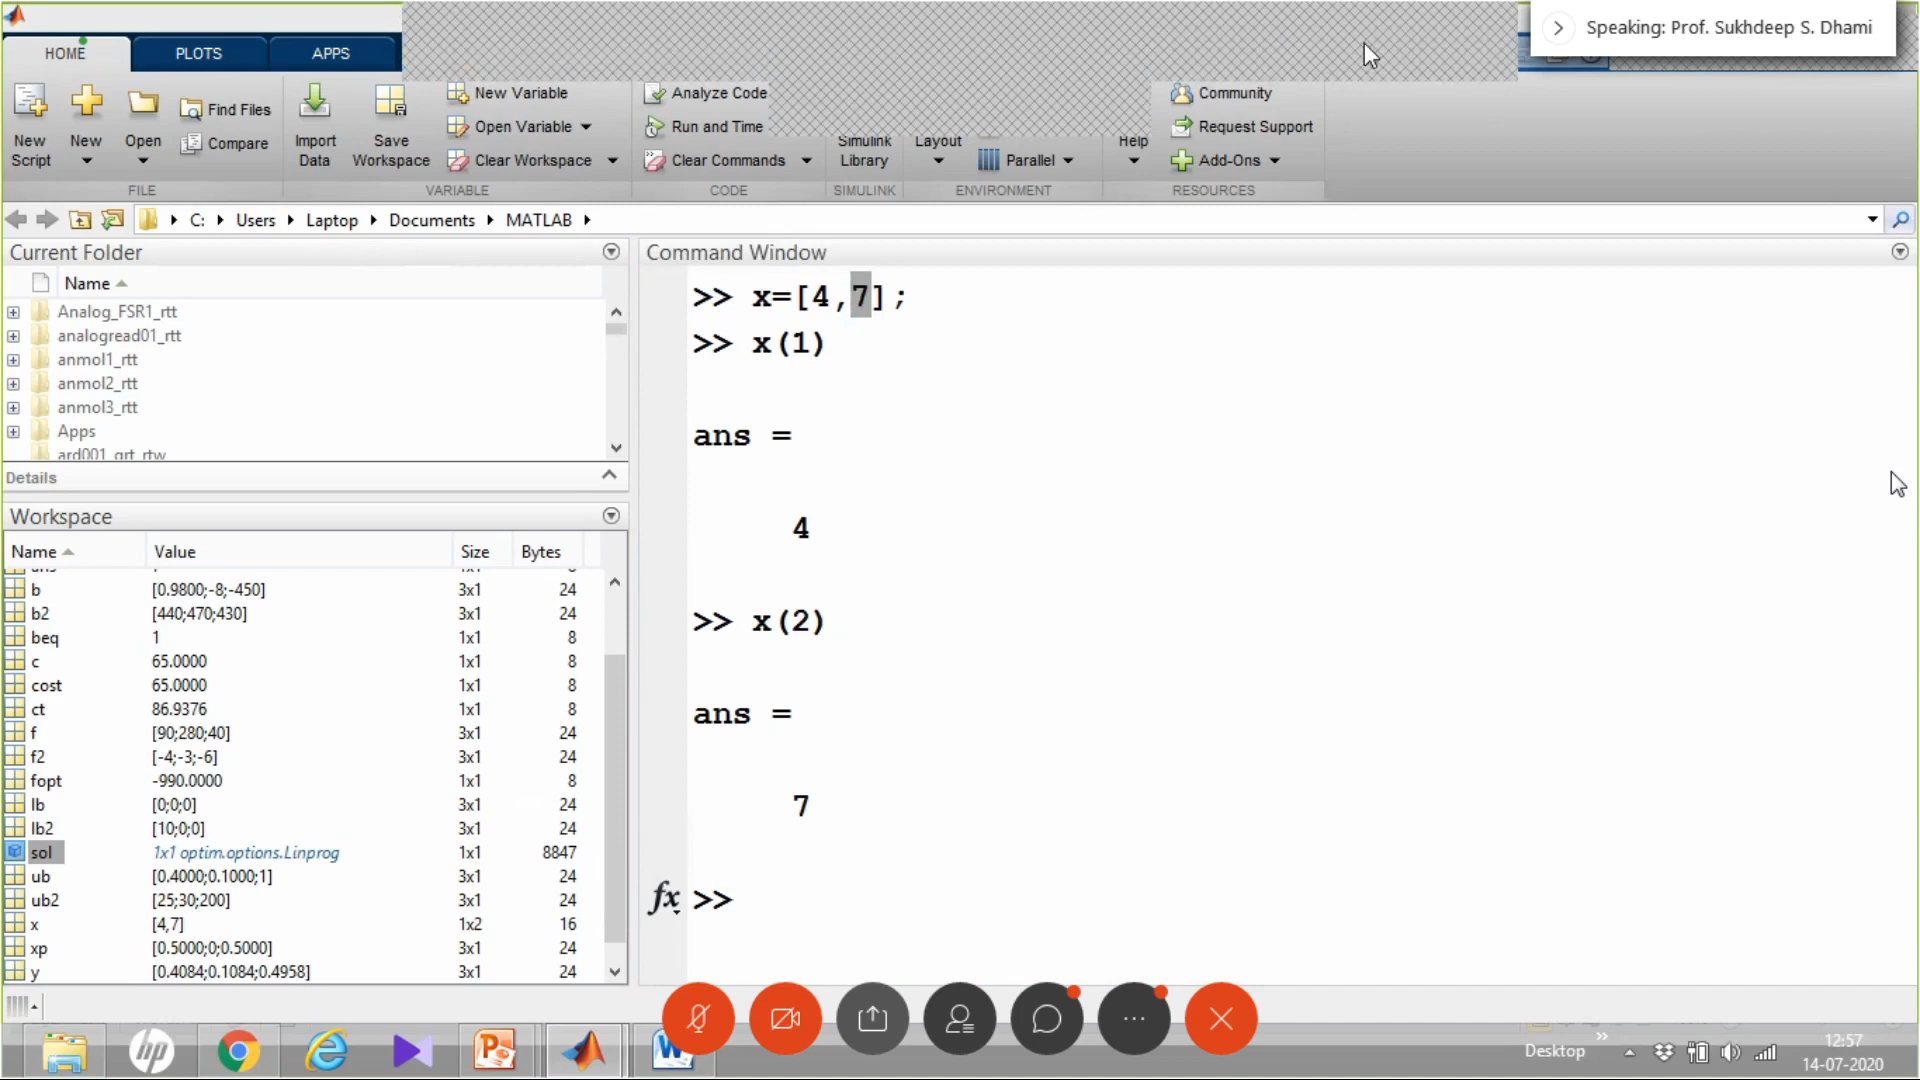 Speaking: Prof. Sukhdeep S. Dhami
HOME PLOTS APPS
New Script
New
Open
Find Files
Compare
FILE
Import Data
Save Workspace
New Variable
Open Variable
Clear Workspace
VARIABLE
Analyze Code
Run and Time
Clear Commands
CODE
Simulink Library
SIMULINK
Layout
Parallel
ENVIRONMENT
Help
Community
Request Support
Add-Ons
RESOURCES
C: Users Laptop Documents MATLAB
Current Folder
Name
Analog_FSR1_rtt
analogread01_rtt
anmol1_rtt
anmol2_rtt
anmol3_rtt
Apps
ard001_grt_rtw
Details
Workspace
Name Value Size Bytes
b [0.9800;-8;-450] 3x1 24
b2 [440;470;430] 3x1 24
beq 1 1x1 8
c 65.0000 1x1 8
cost 65.0000 1x1 8
ct 86.9376 1x1 8
f [90;280;40] 3x1 24
f2 [-4;-3;-6] 3x1 24
fopt -990.0000 1x1 8
lb [0;0;0] 3x1 24
lb2 [10;0;0] 3x1 24
sol 1x1 optim.options.Linprog 1x1 8847
ub [0.4000;0.1000;1] 3x1 24
ub2 [25;30;200] 3x1 24
x [4,7] 1x2 16
xp [0.5000;0;0.5000] 3x1 24
y [0.4084;0.1084;0.4958] 3x1 24
Command Window
>> x=[4,7];
>> x(1)
ans =
4
>> x(2)
ans =
7
fx >>
Desktop
12:57
14-07-2020